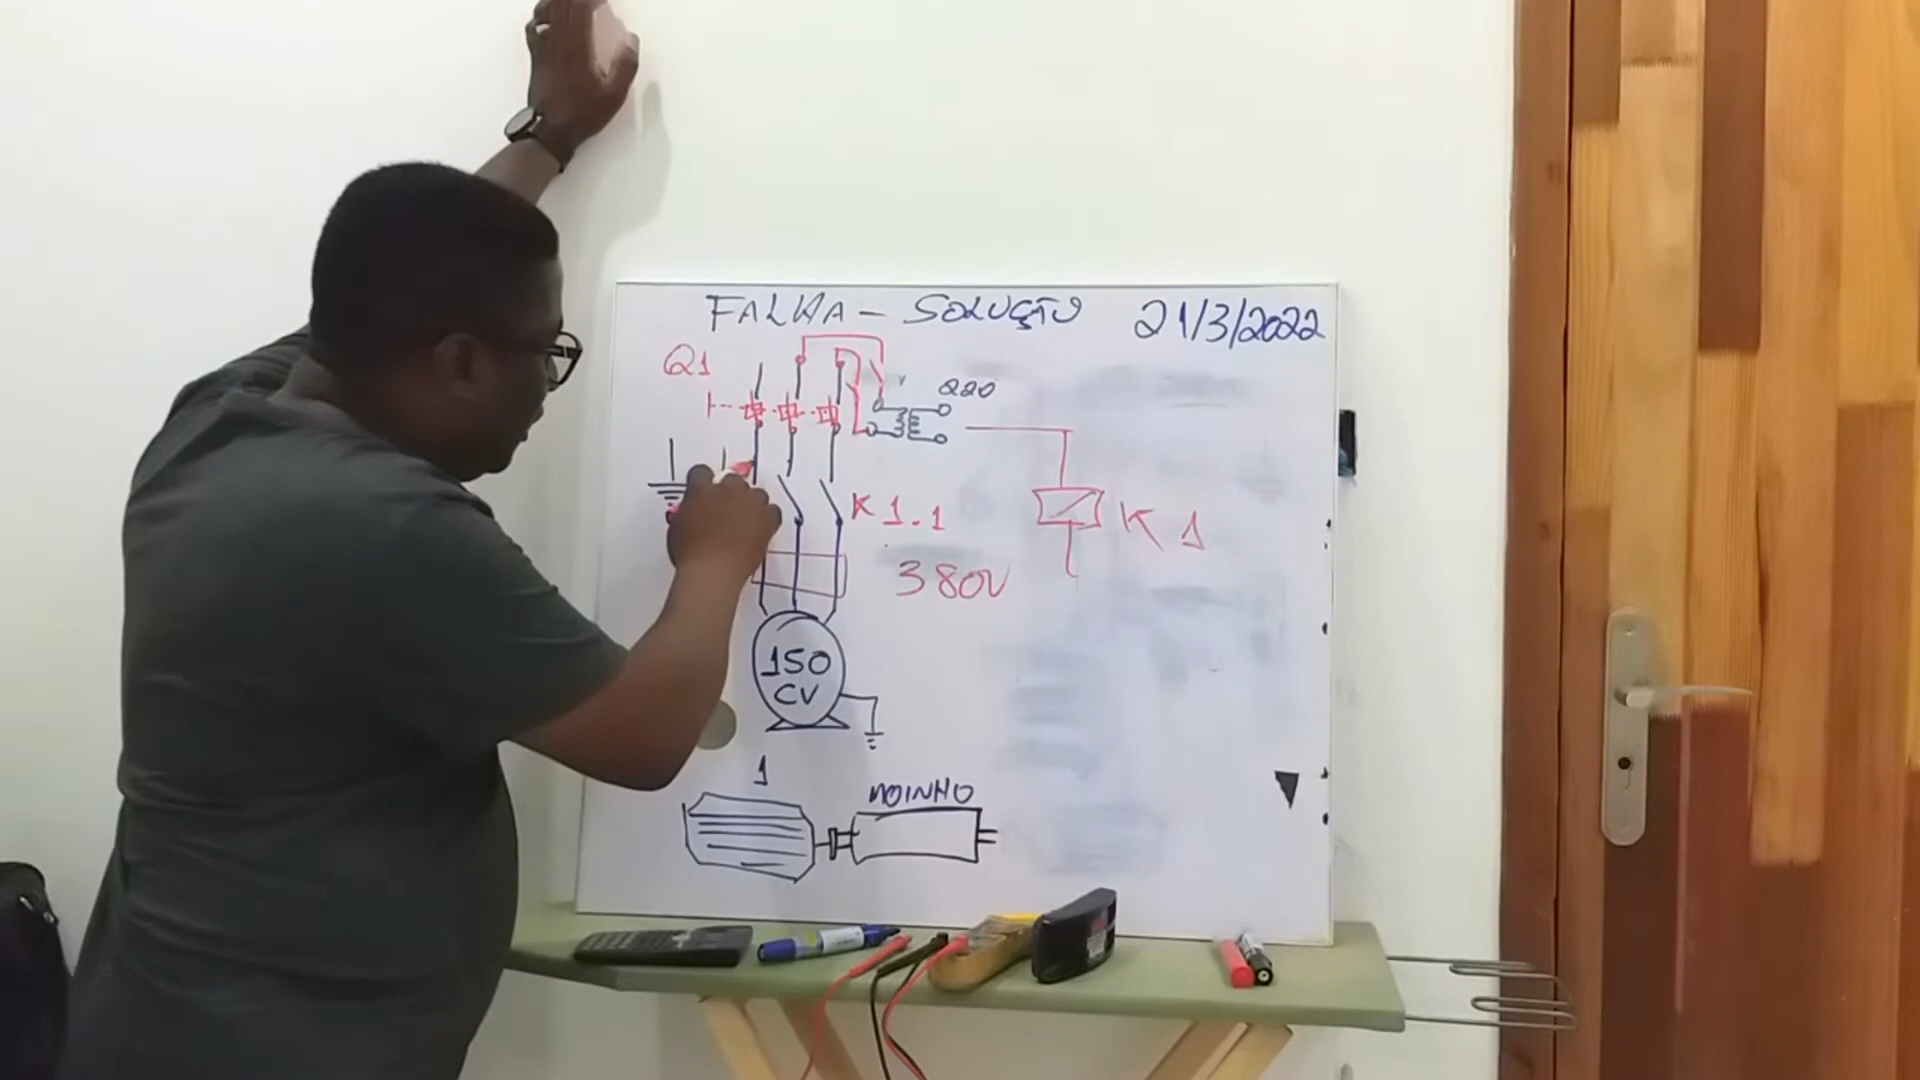 FALHA - SOLUÇÃO 21/3/2022
Q1
220
K1.1
K1
380V
150
CV
1
MOINHO